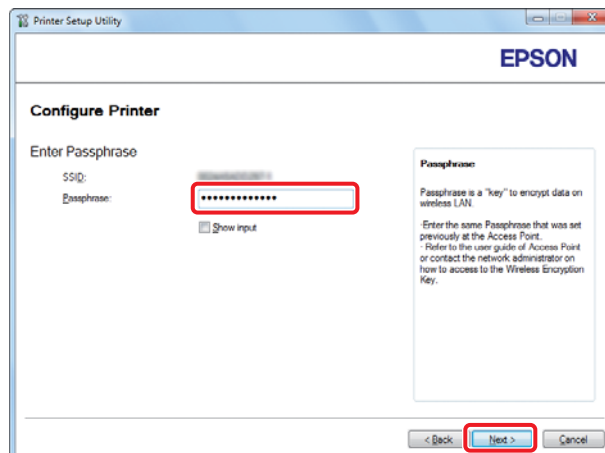 Printer Setup Utility
EPSON
Configure Printer
Enter Passphrase
SSID:
Passphrase:
•••••••••••••
Show input
Passphrase
Passphrase is a "key" to encrypt data on
wireless LAN.
·Enter the same Passphrase that was set
previously at the Access Point.
· Refer to the user guide of Access Point
or contact the network administrator on
how to access to the Wireless Encryption
Key.
< Back
Next >
Cancel